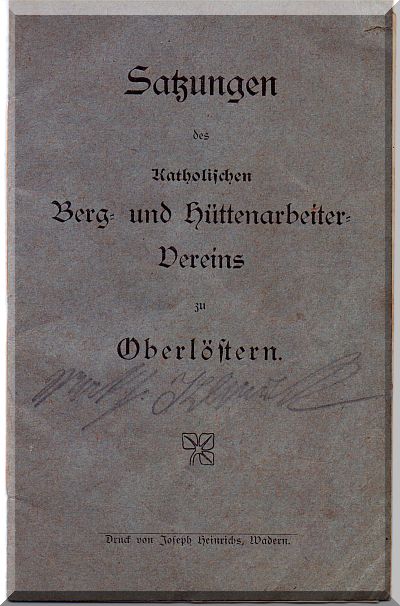 Satzungen
des
Katholischen
Berg- und Hüttenarbeiter-
Vereins
zu
Oberlöstern.
Druck von Joseph Heinrichs, Wadern.